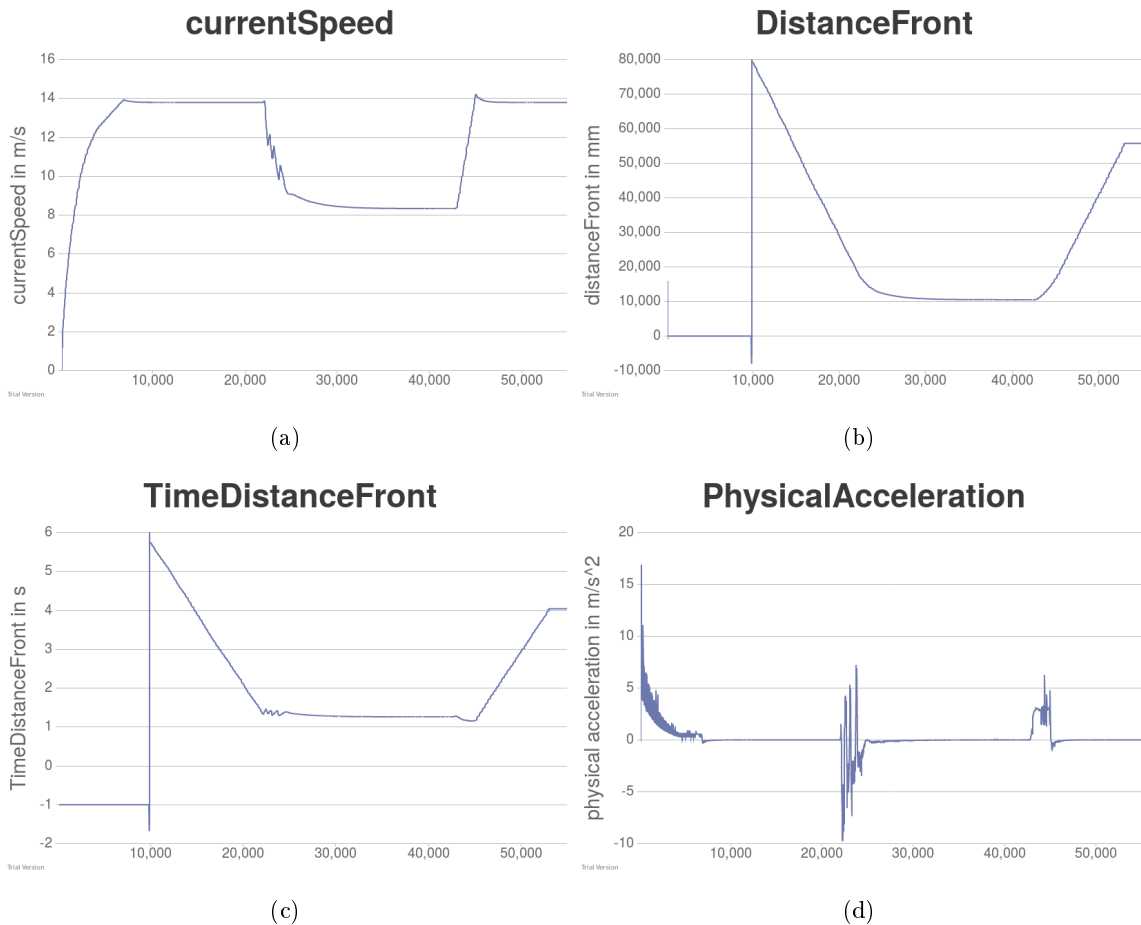 currentSpeed
currentSpeed in m/s
16
14
12
10
8
6
4
2
0
10,000 20,000 30,000 40,000 50,000
Trial Version
(a)
DistanceFront
distanceFront in mm
80,000
70,000
60,000
50,000
40,000
30,000
20,000
10,000
0
-10,000
10,000 20,000 30,000 40,000 50,000
Trial Version
(b)
TimeDistanceFront
TimeDistanceFront in s
6
5
4
3
2
1
0
-1
-2
10,000 20,000 30,000 40,000 50,000
Trial Version
(c)
PhysicalAcceleration
physical acceleration in m/s^2
20
15
10
5
0
-5
-10
10,000 20,000 30,000 40,000 50,000
Trial Version
(d)